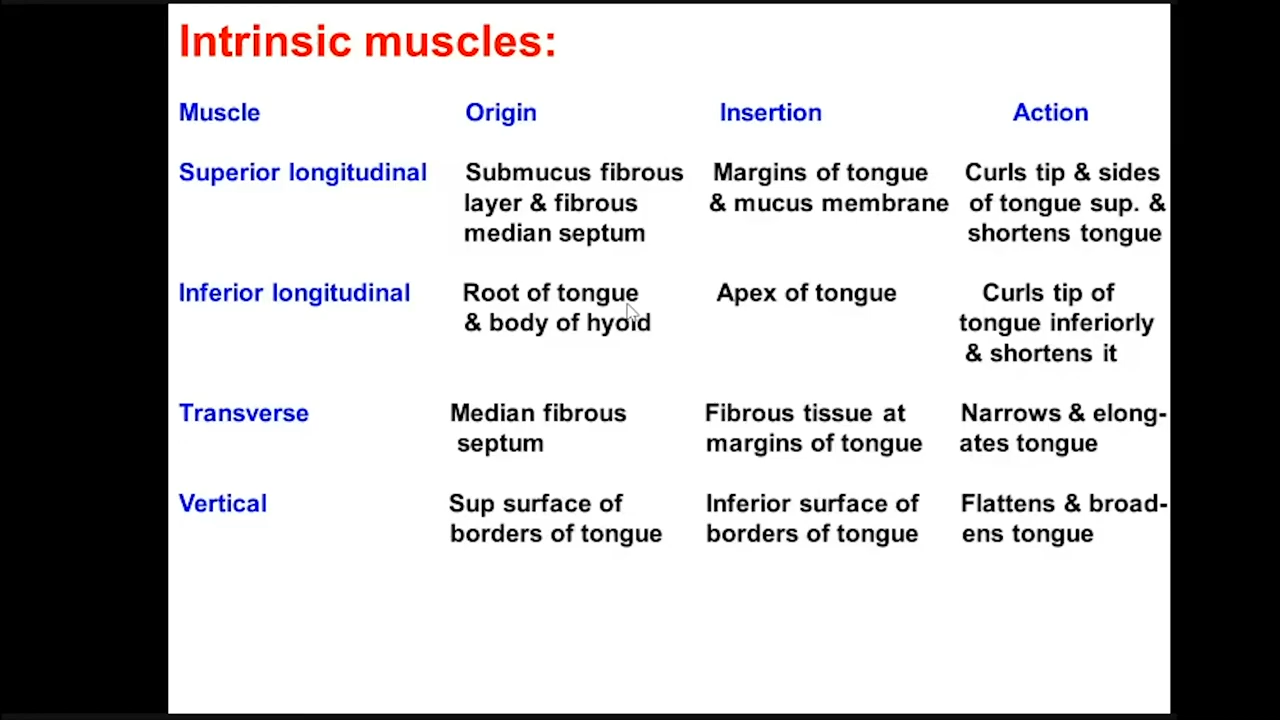 Intrinsic muscles:
Muscle Origin Insertion Action
Superior longitudinal Submucus fibrous Margins of tongue Curls tip & sides
layer & fibrous & mucus membrane of tongue sup. &
median septum shortens tongue
Inferior longitudinal Root of tongue Apex of tongue Curls tip of
& body of hyoid tongue inferiorly
& shortens it
Transverse Median fibrous Fibrous tissue at Narrows & elong-
septum margins of tongue ates tongue
Vertical Sup surface of Inferior surface of Flattens & broad-
borders of tongue borders of tongue ens tongue